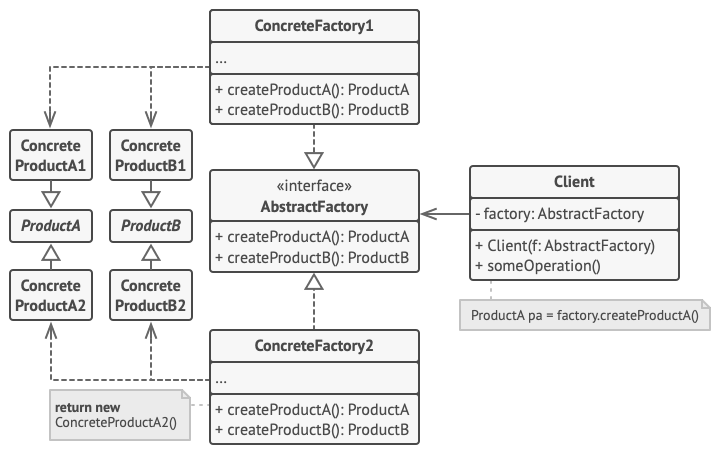 ConcreteFactory1
...
+ createProductA(): ProductA
+ createProductB(): ProductB
Concrete
ProductA1
Concrete
ProductB1
ProductA
ProductB
Concrete
ProductA2
Concrete
ProductB2
«interface»
AbstractFactory
+ createProductA(): ProductA
+ createProductB(): ProductB
Client
- factory: AbstractFactory
+ Client(f: AbstractFactory)
+ someOperation()
ProductA pa = factory.createProductA()
ConcreteFactory2
...
+ createProductA(): ProductA
+ createProductB(): ProductB
return new
ConcreteProductA2()